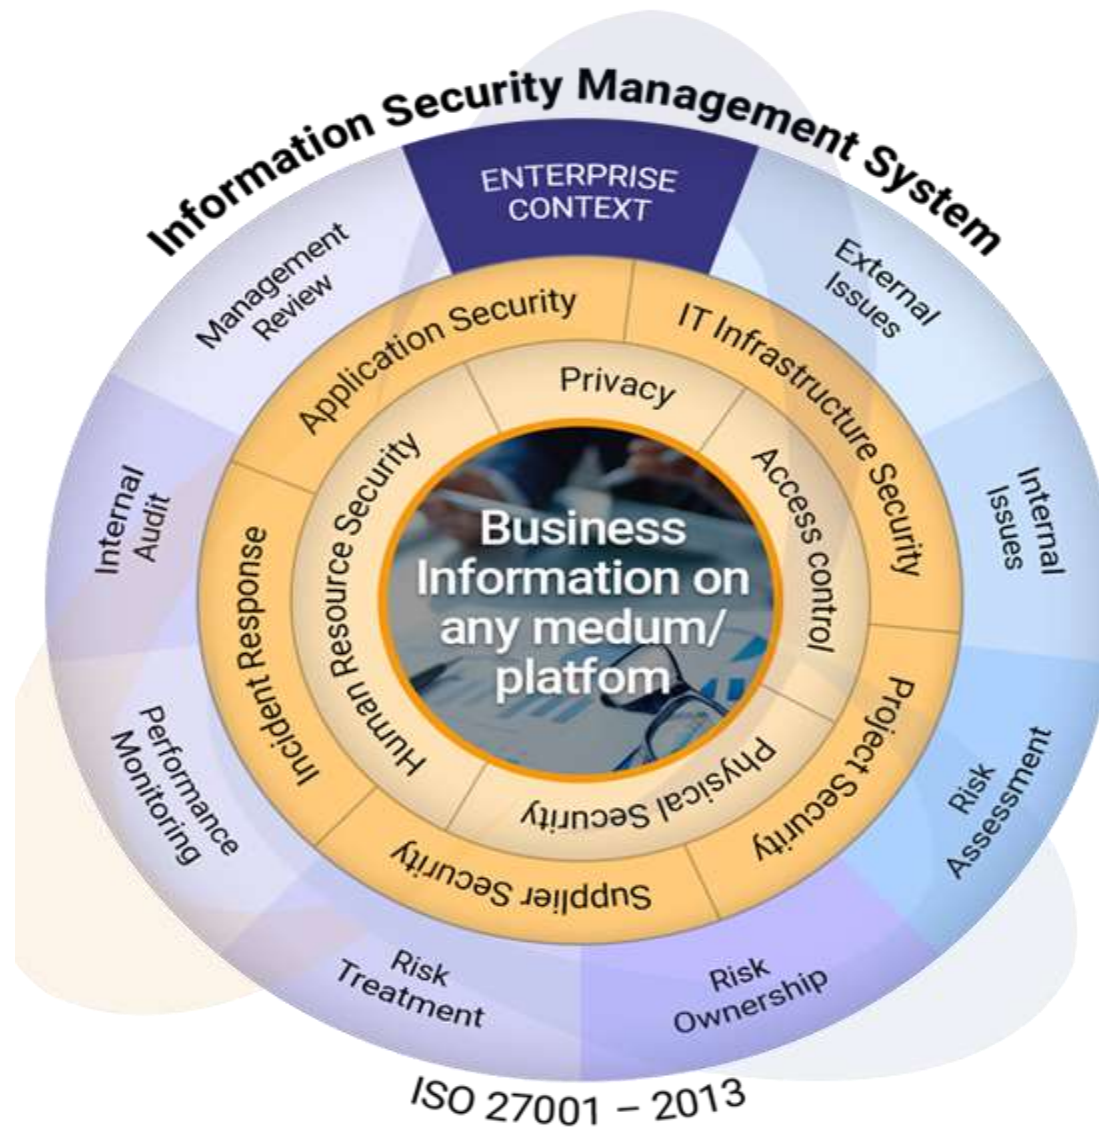 Information Security Management System
ENTERPRISE
CONTEXT
External
Issues
Internal
Issues
Risk
Assessment
Risk
Ownership
Risk
Treatment
Performance
Monitoring
Internal
Audit
Management
Review
Application Security
IT Infrastructure Security
Project Security
Supplier Security
Incident Response
Privacy
Access control
Physical Security
Human Resource Security
Business
Information on
any medum/
platfom
ISO 27001 – 2013